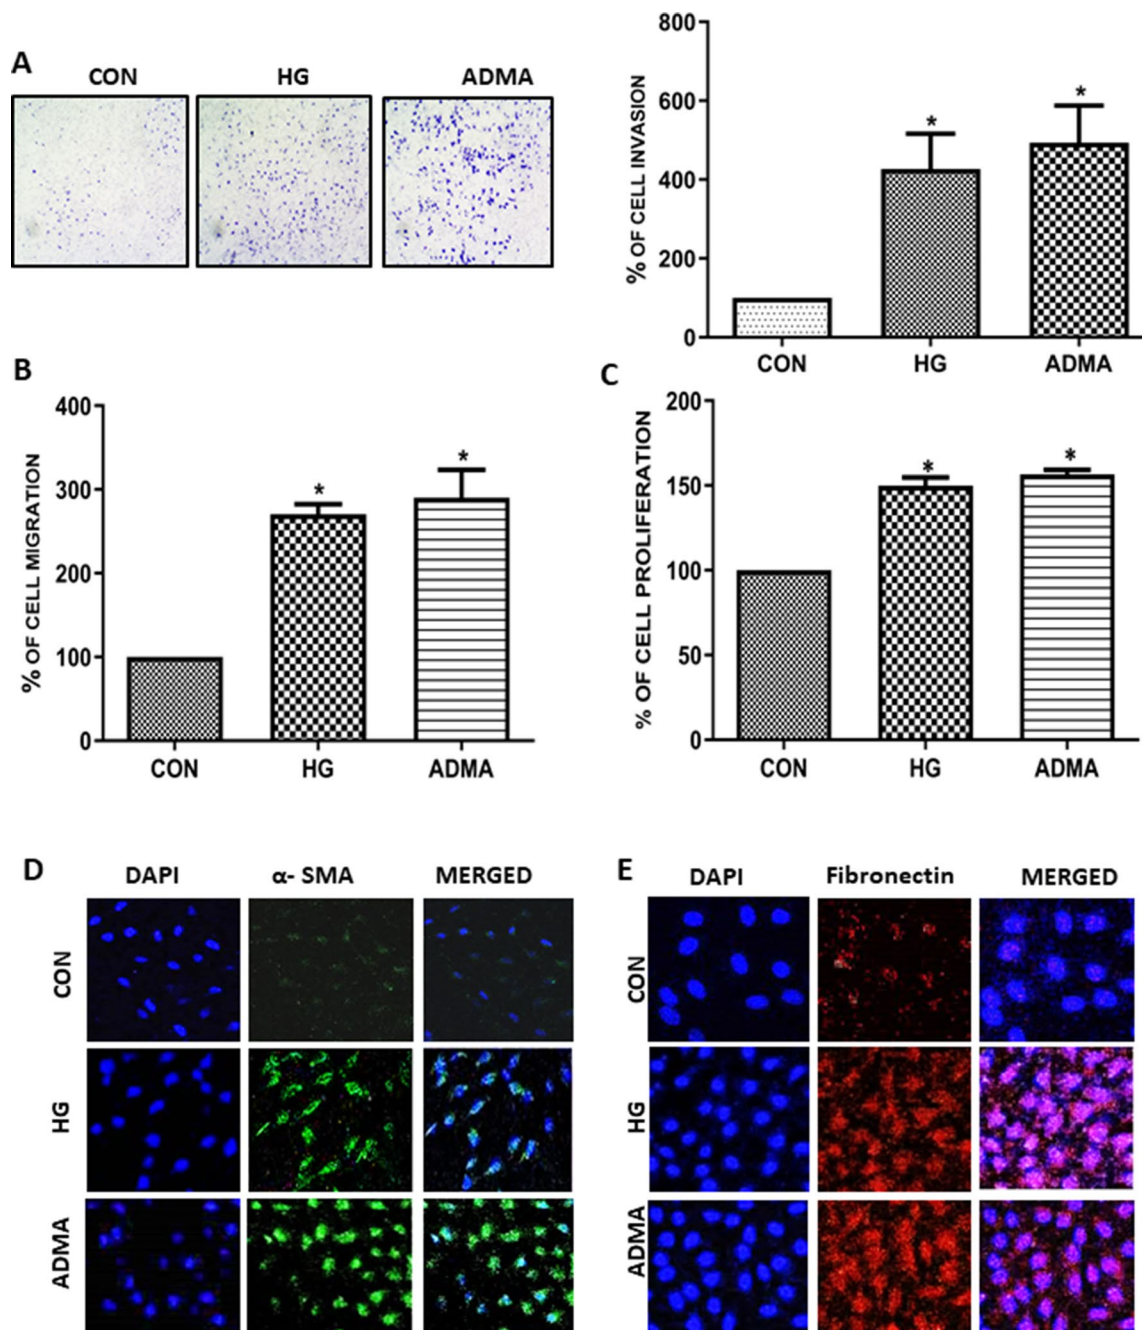 A
CON HG ADMA
% OF CELL INVASION
800
600
400
200
0
* *
CON HG ADMA
B
% OF CELL MIGRATION
400
300
200
100
0
* *
CON HG ADMA
C
% OF CELL PROLIFERATION
200
150
100
50
0
* *
CON HG ADMA
D
DAPI α- SMA MERGED
CON
HG
ADMA
E
DAPI Fibronectin MERGED
CON
HG
ADMA